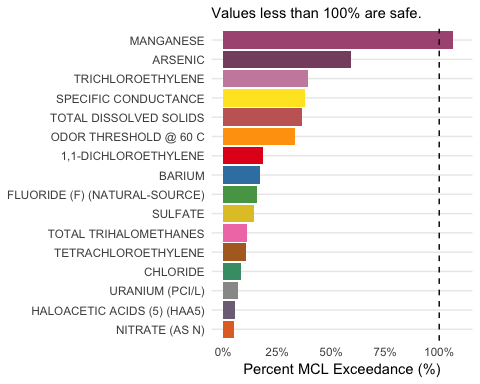 Values less than 100% are safe.
MANGANESE
ARSENIC
TRICHLOROETHYLENE
SPECIFIC CONDUCTANCE
TOTAL DISSOLVED SOLIDS
ODOR THRESHOLD @ 60 C
1,1-DICHLOROETHYLENE
BARIUM
FLUORIDE (F) (NATURAL-SOURCE)
SULFATE
TOTAL TRIHALOMETHANES
TETRACHLOROETHYLENE
CHLORIDE
URANIUM (PCI/L)
HALOACETIC ACIDS (5) (HAA5)
NITRATE (AS N)
0% 25% 50% 75% 100%
Percent MCL Exceedance (%)